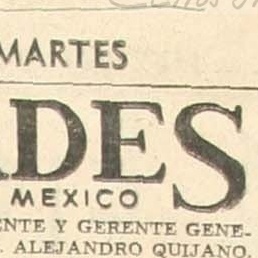 MARTES
ADES
MEXICO
ENTE Y GERENTE GENE-
. ALEJANDRO QUIJANO.